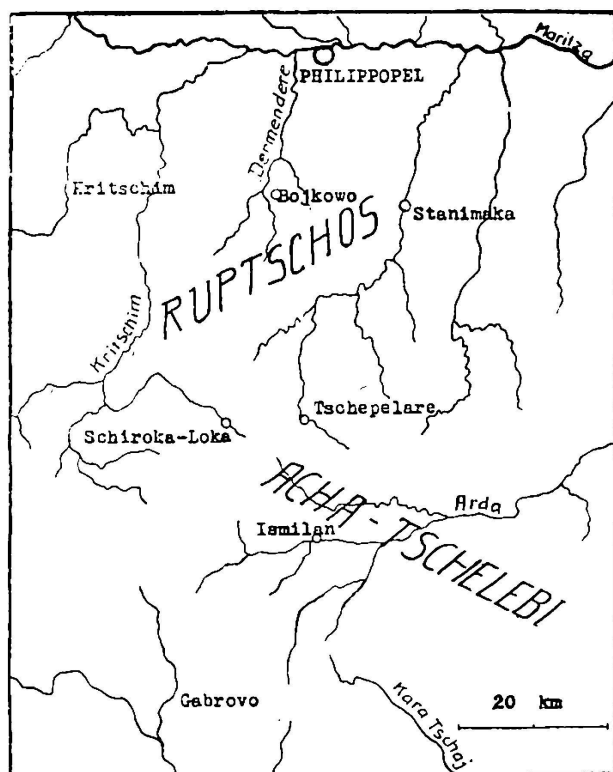 Maritza
PHILIPPOPEL
Dermendere
Kritschim
Bojkowo
Stanimaka
RUPTSCHOS
Kritschim
Tschepelare
Schiroka-Loka
ACHA-TSCHELEBI
Arda
Ismilan
Gabrovo
Kara Tschaj
20 km